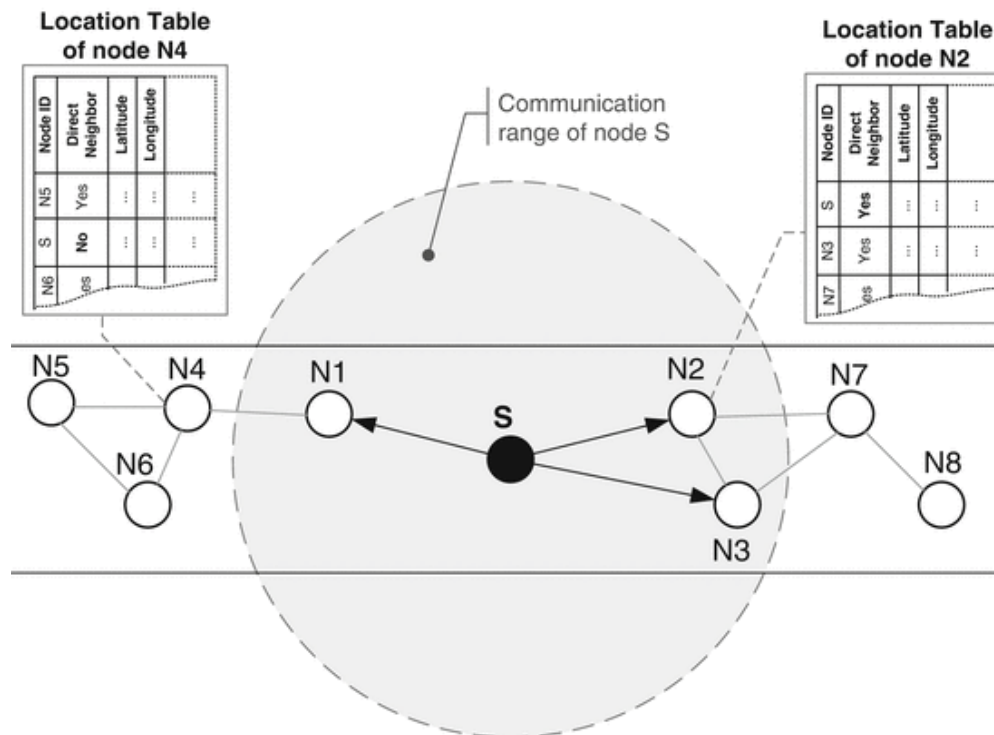 Location Table
of node N4
Node ID
Direct
Neighbor
Latitude
Longitude
N5
Yes
...
...
...
S
No
...
...
...
N6
es
Communication
range of node S
Location Table
of node N2
Node ID
Direct
Neighbor
Latitude
Longitude
S
Yes
...
...
...
N3
Yes
...
...
...
N7
es
N5
N4
N1
S
N2
N7
N6
N3
N8